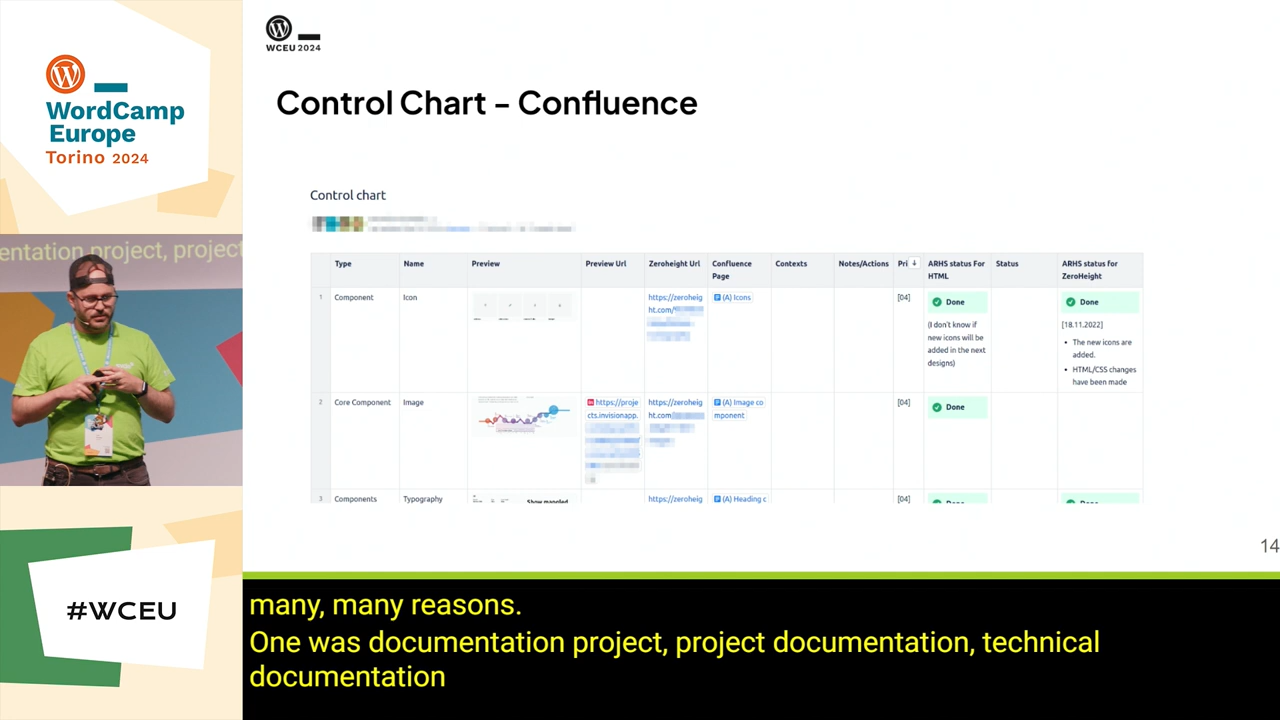 WCEU 2024
WordCamp
Europe
Torino 2024
Control Chart – Confluence
Control chart
Type Name Preview Preview Url Zeroheight Url Confluence Page Contexts Notes/Actions Pri ARHS status For HTML Status ARHS status for ZeroHeight
1 Component Icon
https://zeroheig
ht.com/
(A) Icons
[04]
Done
(I don't know if
new icons will be
added in the next
designs)
Done
[18.11.2022]
• The new icons are
added.
• HTML/CSS changes
have been made
2 Core Component Image
https://proje
cts.invisionapp.
https://zeroheig
ht.com
(A) Image co
mponent
[04]
Done
3 Components Typography
Show mapled
https://zeroheig
(A) Heading c
[04]
Done
Done
14
entation project, project
#WCEU
many, many reasons.
One was documentation project, project documentation, technical
documentation